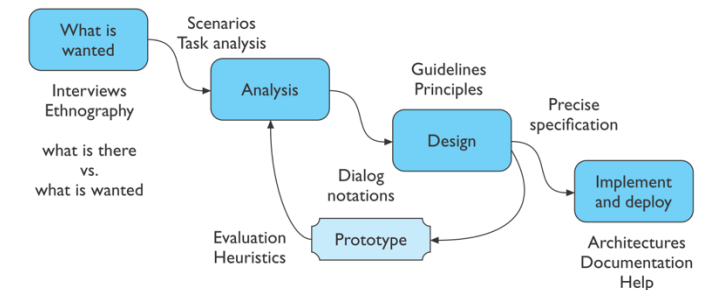 What is
wanted
Scenarios
Task analysis
Interviews
Ethnography
what is there
vs.
what is wanted
Analysis
Guidelines
Principles
Design
Precise
specification
Dialog
notations
Implement
and deploy
Evaluation
Heuristics
Prototype
Architectures
Documentation
Help